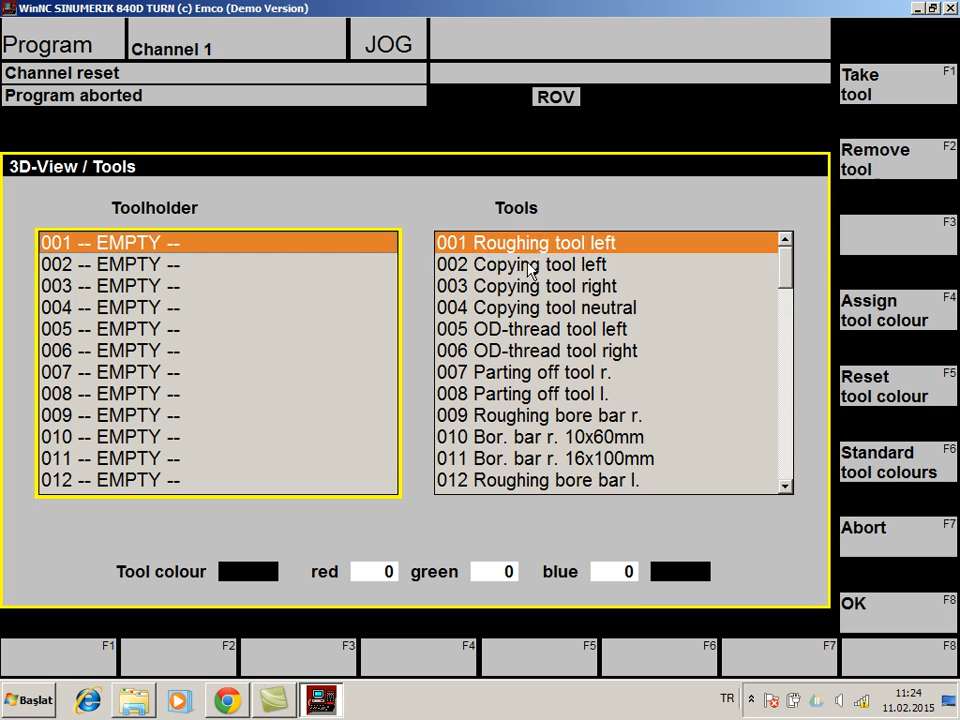 WinNC SINUMERIK 840D TURN (c) Emco (Demo Version)
Program
Channel 1
JOG
Channel reset
Program aborted
ROV
3D-View / Tools
Toolholder
Tools
001 -- EMPTY --
002 -- EMPTY --
003 -- EMPTY --
004 -- EMPTY --
005 -- EMPTY --
006 -- EMPTY --
007 -- EMPTY --
008 -- EMPTY --
009 -- EMPTY --
010 -- EMPTY --
011 -- EMPTY --
012 -- EMPTY --
001 Roughing tool left
002 Copying tool left
003 Copying tool right
004 Copying tool neutral
005 OD-thread tool left
006 OD-thread tool right
007 Parting off tool r.
008 Parting off tool l.
009 Roughing bore bar r.
010 Bor. bar r. 10x60mm
011 Bor. bar r. 16x100mm
012 Roughing bore bar l.
Tool colour red 0 green 0 blue 0
Take F1
tool
Remove F2
tool
F3
Assign F4
tool colour
Reset F5
tool colour
Standard F6
tool colours
Abort F7
OK F8
F1 F2 F3 F4 F5 F6 F7 F8
Başlat
TR
11:24
11.02.2015